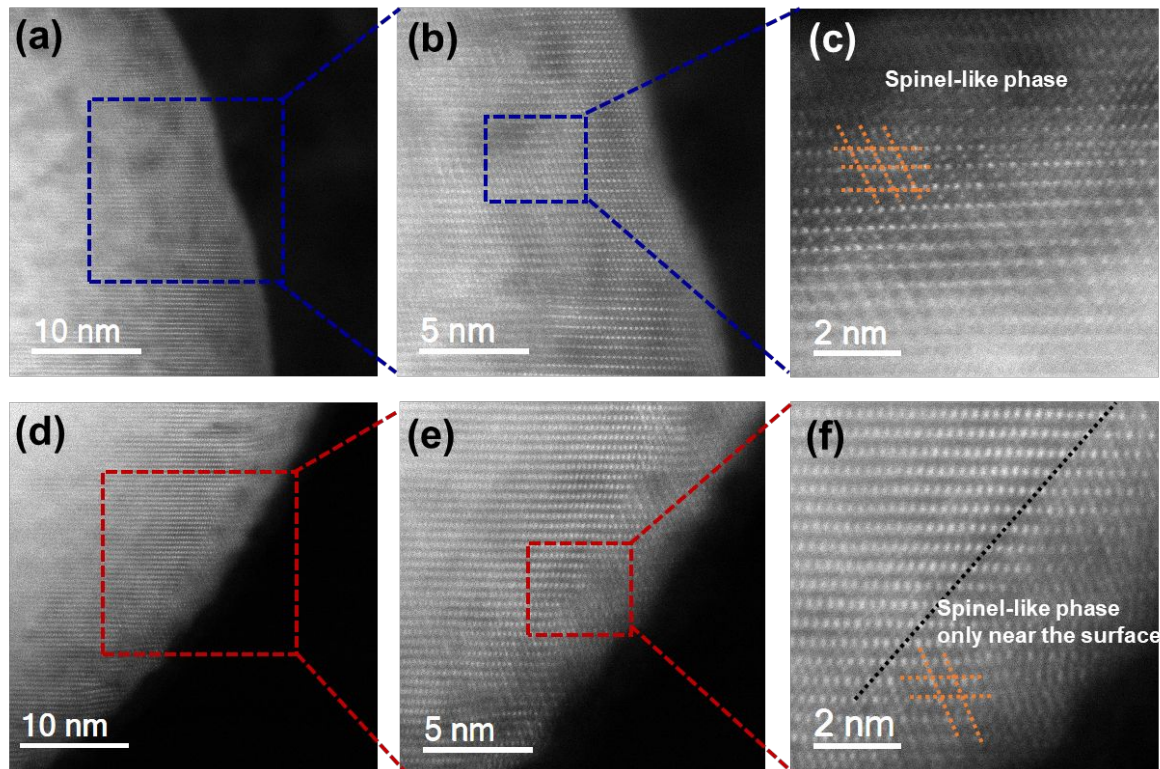 (a)
(b)
(c)
Spinel-like phase
10 nm
5 nm
2 nm
(d)
(e)
(f)
Spinel-like phase
only near the surface
10 nm
5 nm
2 nm